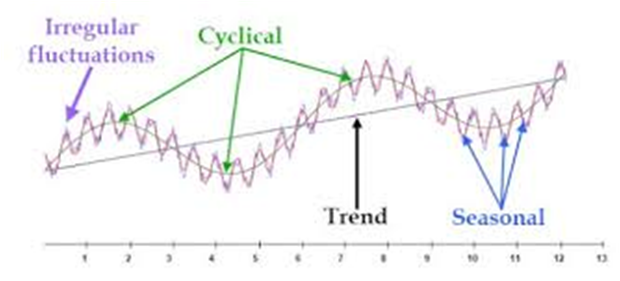 Irregular
fluctuations
Cyclical
Trend
Seasonal
1 2 3 4 5 6 7 8 9 10 11 12 13